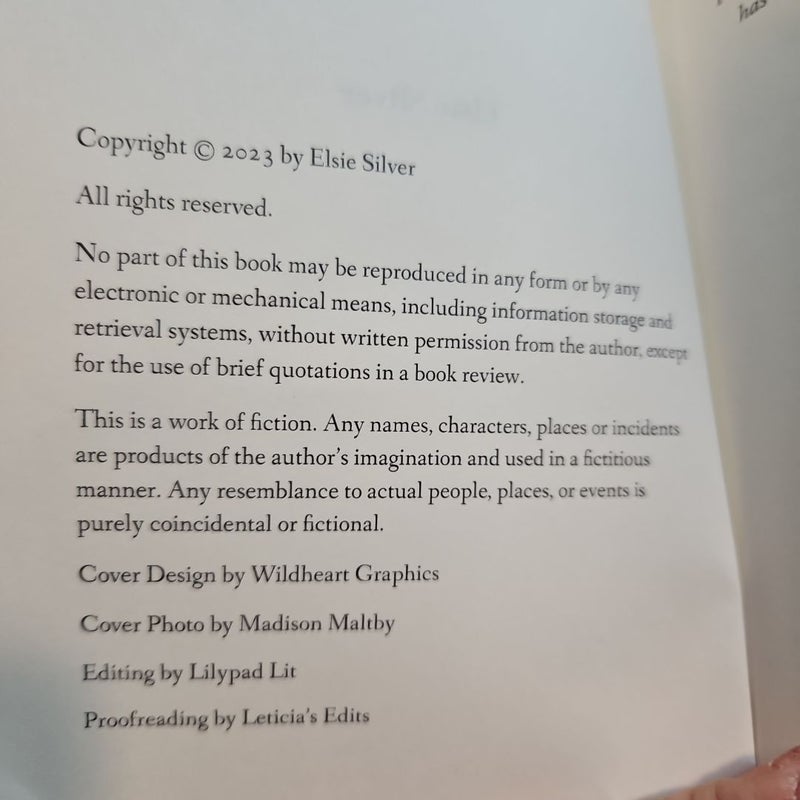 has
Copyright © 2023 by Elsie Silver
All rights reserved.
No part of this book may be reproduced in any form or by any
electronic or mechanical means, including information storage and
retrieval systems, without written permission from the author, except
for the use of brief quotations in a book review.
This is a work of fiction. Any names, characters, places or incidents
are products of the author’s imagination and used in a fictitious
manner. Any resemblance to actual people, places, or events is
purely coincidental or fictional.
Cover Design by Wildheart Graphics
Cover Photo by Madison Maltby
Editing by Lilypad Lit
Proofreading by Leticia’s Edits